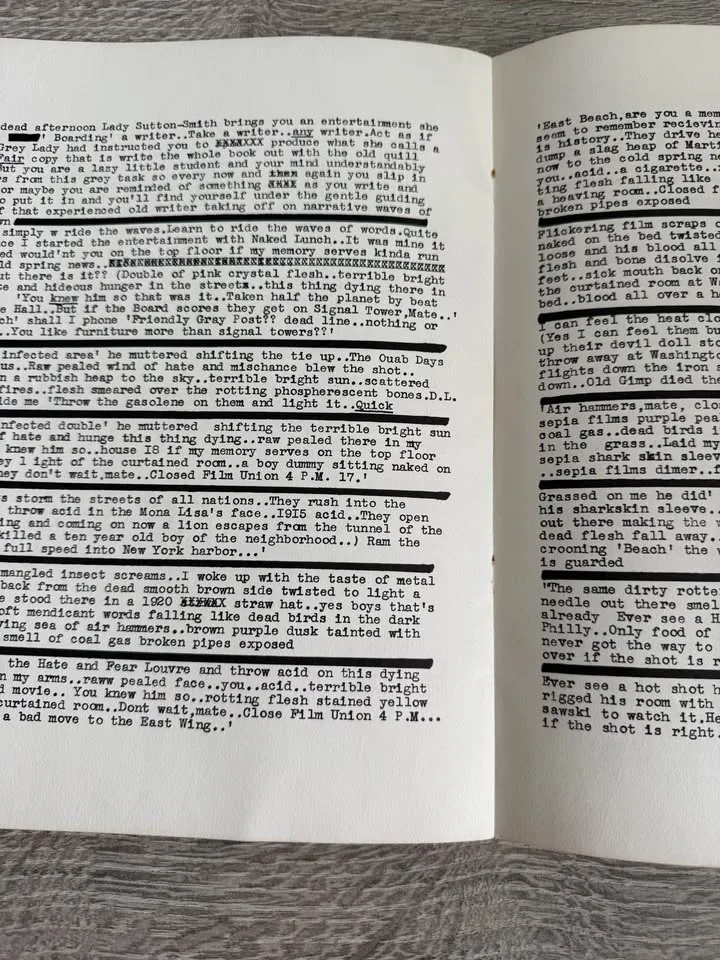 dead afternoon Lady Sutton-Smith brings you an entertainment she
' Boarding' a writer..Take a writer..any writer.Act as if
Grey Lady had instructed you to XXXXXXX produce what she calls a
Fair copy that is write the whole book out with the old quill
But you are a lazy little student and your mind understandably
s from this grey task so every now and then again you slip in
or maybe you are reminded of something XXXX as you write and
o put it in and you'll find yourself under the gentle guiding
f that experienced old writer taking off on narrative waves of
wn
simply w ride the waves.Learn to ride the waves of words.Quite
ce I started the entertainment with Naked Lunch..It was mine it
ed would'nt you on the top floor if my memory serves kinda run
ld spring news..
ut there is it?? (Double of pink crystal flesh..terrible bright
te and hideous hunger in the streets..this thing dying there in
'You knew him so that was it..Taken half the planet by beat
e Hall..But if the Board scores they get on Signal Tower,Mate..'
ch' shall I phone 'Friendly Gray Post?? dead line..nothing or
..You like furniture more than signal towers??'
infected area' he muttered shifting the tie up..The Ouab Days
us..Raw pealed wind of hate and mischance blew the shot..
n a rubbish heap to the sky..terrible bright sun..scattered
fires..flesh smeared over the rotting phospherescent bones.D.L.
ide me 'Throw the gasolene on them and light it..Quick
nfected double' he muttered  shifting the terrible bright sun
f hate and hunge this thing dying..raw pealed there in my
knew him so..house I8 if my memory serves on the top floor
ey l ight of the curtained room..a boy dummy sitting naked on
hey don't wait,mate..Closed Film Union 4 P.M. 17.'
s storm the streets of all nations..They rush into the
throw acid in the Mona Lisa's face..I9I5 acid..They open
ing and coming on now a lion escapes from the tunnel of the
killed a ten year old boy of the neighborhood..) Ram the
full speed into New York harbor...'
mangled insect screams..I woke up with the taste of metal
back from the dead smooth brown side twisted to light a
e stood there in a 1920 XXXXXX straw hat..yes boys that's
oft mendicant words falling like dead birds in the dark
ying sea of air hammers..brown purple dusk tainted with
smell of coal gas broken pipes exposed
the Hate and Fear Louvre and throw acid on this dying
n my arms..raww pealed face..you..acid..terrible bright
d movie.. You knew him so..rotting flesh stained yellow
curtained room..Dont wait,mate..Close Film Union 4 P.M...
a bad move to the East Wing..'
'East Beach,are you a mem
seem to remember recieving
is history..They drive he
dump a slag heap of Marti
now to the cold spring ne
you..acid..a cigarette..r
ting flesh falling like
a heaving room..Closed f
broken pipes exposed
Flickering film scraps o
naked on the bed twisted
loose and his blood all
flesh and bone disolve i
feet..sick mouth back on
the curtained room at Wa
bed..blood all over a h
I can feel the heat clo
(Yes I can feel them bu
up their devil doll sto
throw away at Washingto
flights down the iron s
down..Old Gimp died the
'Air hammers,mate, clos
sepia films purple pea
coal gas..dead birds i
in the  grass..Laid my
sepia shark skin sleev
..sepia films dimer..f
Grassed on me he did'
his sharkskin sleeve..
out there making the w
dead flesh fall away..
crooning 'Beach' the w
is guarded
'"The same dirty rotte
needle out there smell
already  Ever see a H
Philly..Only food of
never got the way to
over if the shot is r
Ever see a hot shot h
rigged his room with
sawski to watch it.He
if the shot is right.